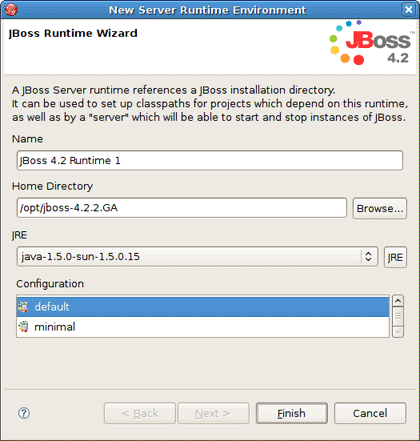 New Server Runtime Environment
JBoss Runtime Wizard
JBoss™
4.2
A JBoss Server runtime references a JBoss installation directory.
It can be used to set up classpaths for projects which depend on this runtime,
as well as by a "server" which will be able to start and stop instances of JBoss.
Name
JBoss 4.2 Runtime 1
Home Directory
/opt/jboss-4.2.2.GA
Browse...
JRE
java-1.5.0-sun-1.5.0.15
JRE
Configuration
default
minimal
?
< Back
Next >
Finish
Cancel